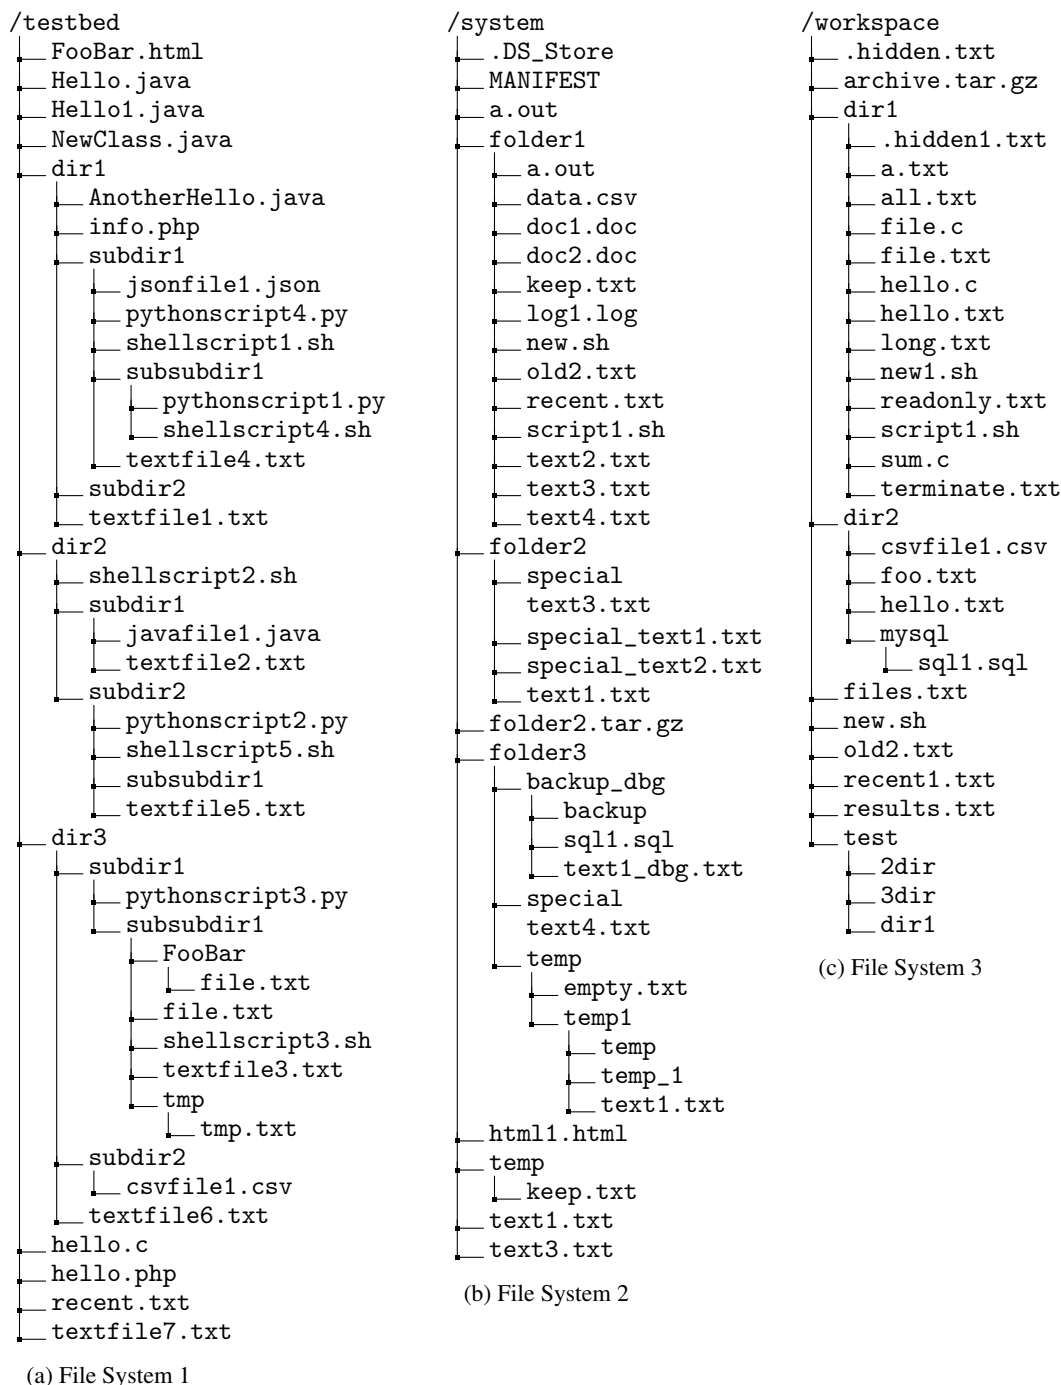 /testbed
FooBar.html
Hello.java
Hello1.java
NewClass.java
dir1
AnotherHello.java
info.php
subdir1
jsonfile1.json
pythonscript4.py
shellscript1.sh
subsubdir1
pythonscript1.py
shellscript4.sh
textfile4.txt
subdir2
textfile1.txt
dir2
shellscript2.sh
subdir1
javafile1.java
textfile2.txt
subdir2
pythonscript2.py
shellscript5.sh
subsubdir1
textfile5.txt
dir3
subdir1
pythonscript3.py
subsubdir1
FooBar
file.txt
file.txt
shellscript3.sh
textfile3.txt
tmp
tmp.txt
subdir2
csvfile1.csv
textfile6.txt
hello.c
hello.php
recent.txt
textfile7.txt
(a) File System 1
/system
.DS_Store
MANIFEST
a.out
folder1
a.out
data.csv
doc1.doc
doc2.doc
keep.txt
log1.log
new.sh
old2.txt
recent.txt
script1.sh
text2.txt
text3.txt
text4.txt
folder2
special
text3.txt
special_text1.txt
special_text2.txt
text1.txt
folder2.tar.gz
folder3
backup_dbg
backup
sql1.sql
text1_dbg.txt
special
text4.txt
temp
empty.txt
temp1
temp
temp_1
text1.txt
html1.html
temp
keep.txt
text1.txt
text3.txt
(b) File System 2
/workspace
.hidden.txt
archive.tar.gz
dir1
.hidden1.txt
a.txt
all.txt
file.c
file.txt
hello.c
hello.txt
long.txt
new1.sh
readonly.txt
script1.sh
sum.c
terminate.txt
dir2
csvfile1.csv
foo.txt
hello.txt
mysql
sql1.sql
files.txt
new.sh
old2.txt
recent1.txt
results.txt
test
2dir
3dir
dir1
(c) File System 3